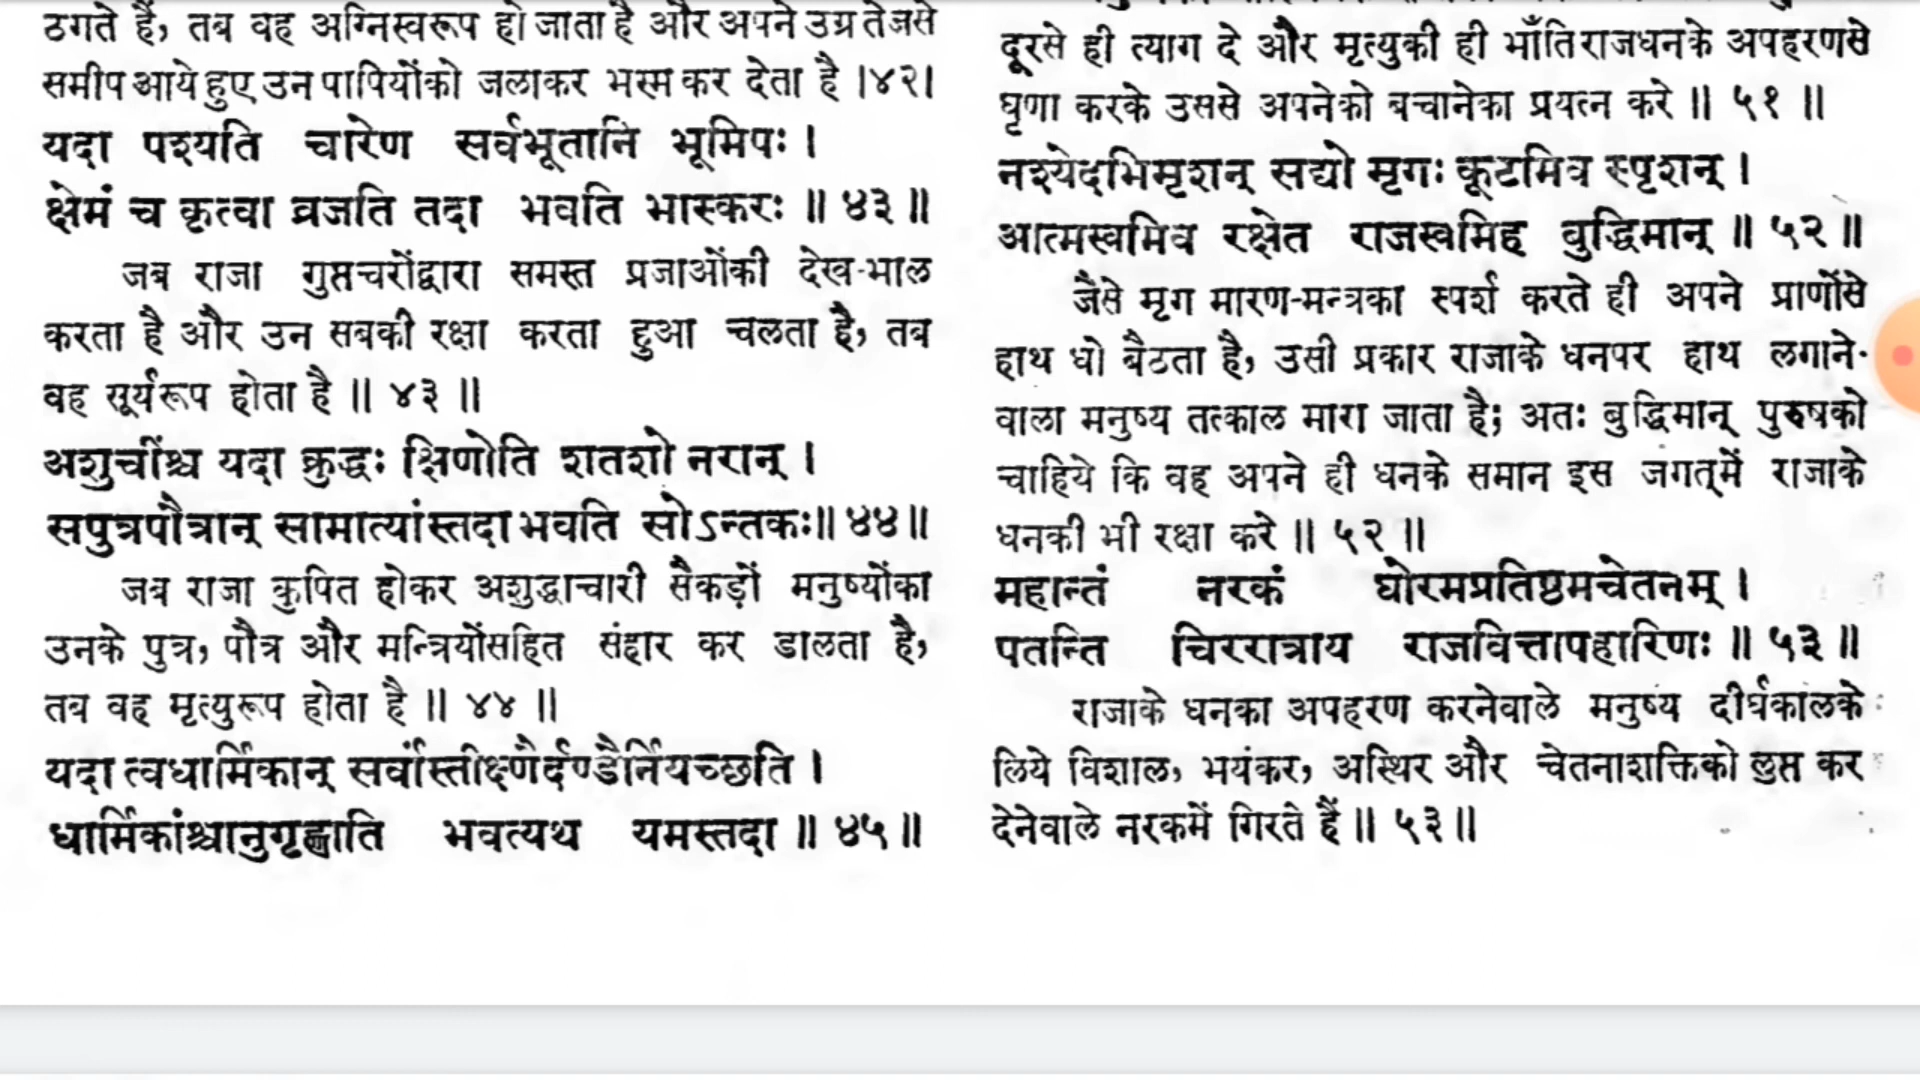 ठगते हैं, तब वह अग्निस्वरूप हो जाता है और अपने उग्र तेजसे
समीप आये हुए उन पापियोंको जलाकर भस्म कर देता है ।४२।
यदा पश्यति चारेण सर्वभूतानि भूमिपः ।
क्षेमं च कृत्वा व्रजति तदा भवति भास्करः ॥ ४३ ॥
जब राजा गुप्तचरोंद्वारा समस्त प्रजाओंकी देख-भाल
करता है और उन सबकी रक्षा करता हुआ चलता है, तब
वह सूर्यरूप होता है ॥ ४३ ॥
अशुचींश्च यदा क्रुद्धः क्षिणोति शतशो नरान् ।
सपुत्रपौत्रान् सामात्यांस्तदा भवति सोऽन्तकः॥ ४४ ॥
जब राजा कुपित होकर अशुद्धाचारी सैकड़ों मनुष्योंका
उनके पुत्र, पौत्र और मन्त्रियोंसहित संहार कर डालता है,
तब वह मृत्युरूप होता है ॥ ४४ ॥
यदा त्वधार्मिकान् सर्वांस्तीक्ष्णैर्दण्डैर्नियच्छति ।
धार्मिकांश्चानुगृह्णाति भवत्यथ यमस्तदा ॥ ४५ ॥
दूरसे ही त्याग दे और मृत्युकी ही भाँति राजधनके अपहरणसे
घृणा करके उससे अपनेको बचानेका प्रयत्न करे ॥ ५१ ॥
नश्येदभिमृशन् सद्यो मृगः कूटमिव स्पृशन् ।
आत्मस्वमिव रक्षेत राजस्वमिह बुद्धिमान् ॥ ५२ ॥
जैसे मृग मारण-मन्त्रका स्पर्श करते ही अपने प्राणोंसे
हाथ धो बैठता है, उसी प्रकार राजाके धनपर हाथ लगाने-
वाला मनुष्य तत्काल मारा जाता है; अतः बुद्धिमान् पुरुषको
चाहिये कि वह अपने ही धनके समान इस जगत्‌में राजाके
धनकी भी रक्षा करे ॥ ५२ ॥
महान्तं नरकं घोरमप्रतिष्ठमचेतनम् ।
पतन्ति चिररात्राय राजवित्तापहारिणः ॥ ५३ ॥
राजाके धनका अपहरण करनेवाले मनुष्य दीर्घकालके
लिये विशाल, भयंकर, अस्थिर और चेतनाशक्तिको लुप्त कर
देनेवाले नरकमें गिरते हैं ॥ ५३ ॥